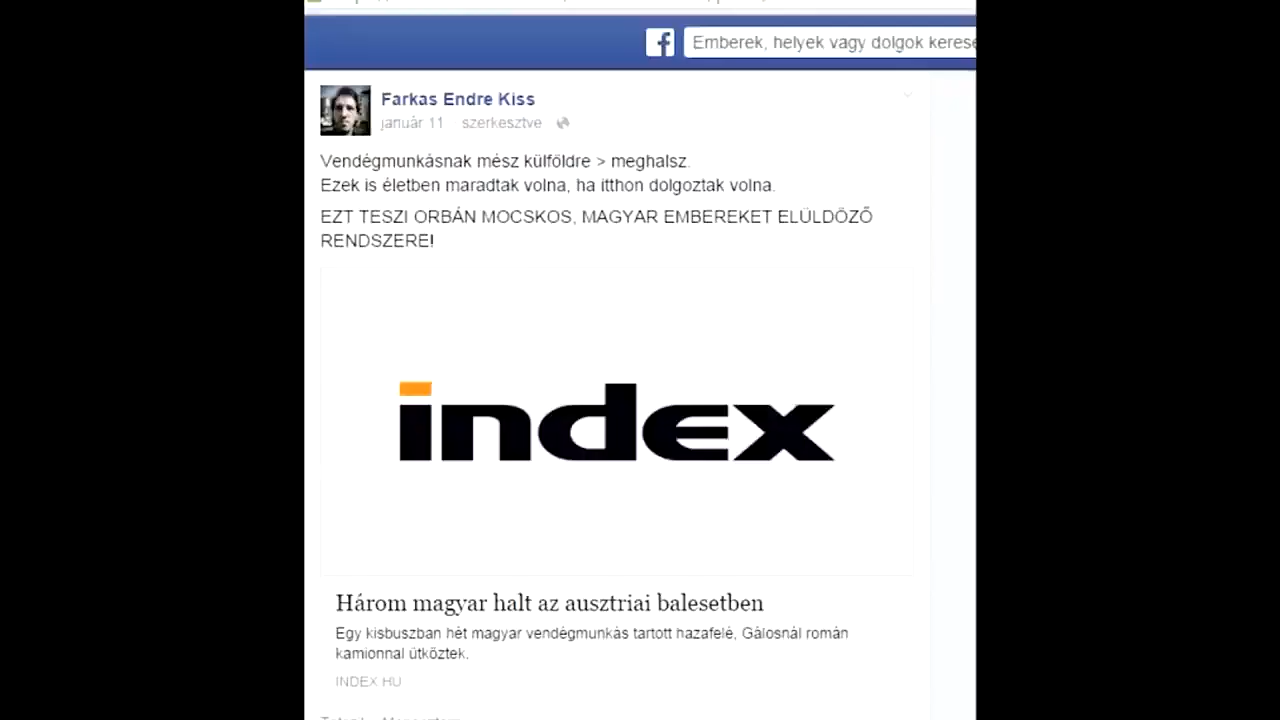 Emberek, helyek vagy dolgok kerese
Farkas Endre Kiss
január 11 szerkesztve
Vendégmunkásnak mész külföldre > meghalsz.
Ezek is életben maradtak volna, ha itthon dolgoztak volna.
EZT TESZI ORBÁN MOCSKOS, MAGYAR EMBEREKET ELÜLDÖZŐ
RENDSZERE!
index
Három magyar halt az ausztriai balesetben
Egy kisbuszban hét magyar vendégmunkás tartott hazafelé, Gálosnál román
kamionnal ütköztek.
INDEX HU